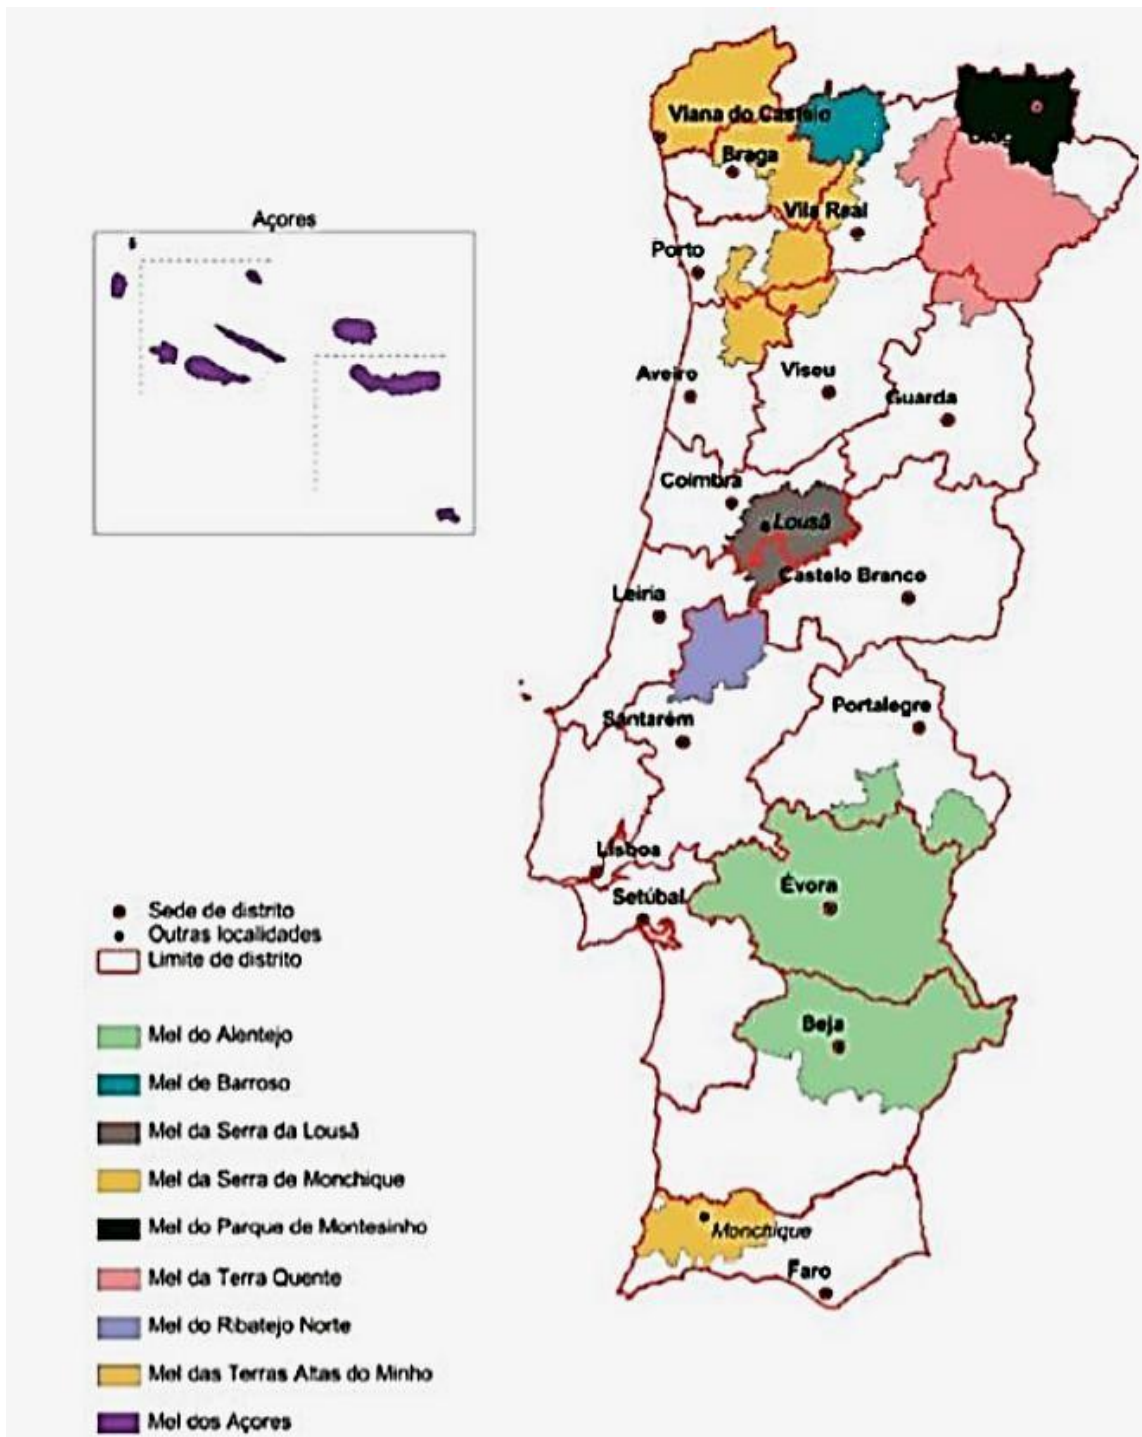 Viana do Castelo
Braga
Vila Real
Açores
Porto
Aveiro
Viseu
Guarda
Coimbra
Lousã
Castelo Branco
Leiria
Portalegre
Santarém
Lisboa
Évora
Setúbal
Sede de distrito
Outras localidades
Limite de distrito
Beja
Mel do Alentejo
Mel de Barroso
Mel da Serra da Lousã
Mel da Serra de Monchique
Mel do Parque de Montesinho
Monchique
Faro
Mel da Terra Quente
Mel do Ribatejo Norte
Mel das Terras Altas do Minho
Mel dos Açores